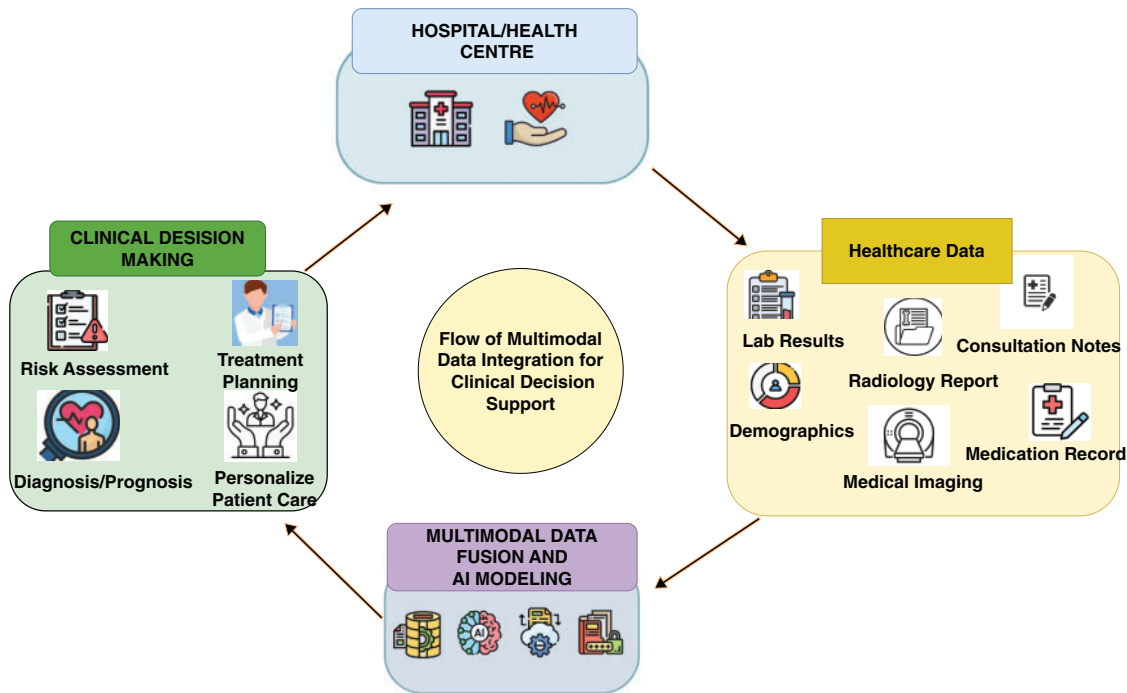 HOSPITAL/HEALTH
CENTRE
CLINICAL DESISION
MAKING
Risk Assessment
Treatment
Planning
Diagnosis/Prognosis
Personalize
Patient Care
Flow of Multimodal
Data Integration for
Clinical Decision
Support
Healthcare Data
Lab Results
Consultation Notes
Radiology Report
Demographics
Medication Record
Medical Imaging
MULTIMODAL DATA
FUSION AND
AI MODELING
AI